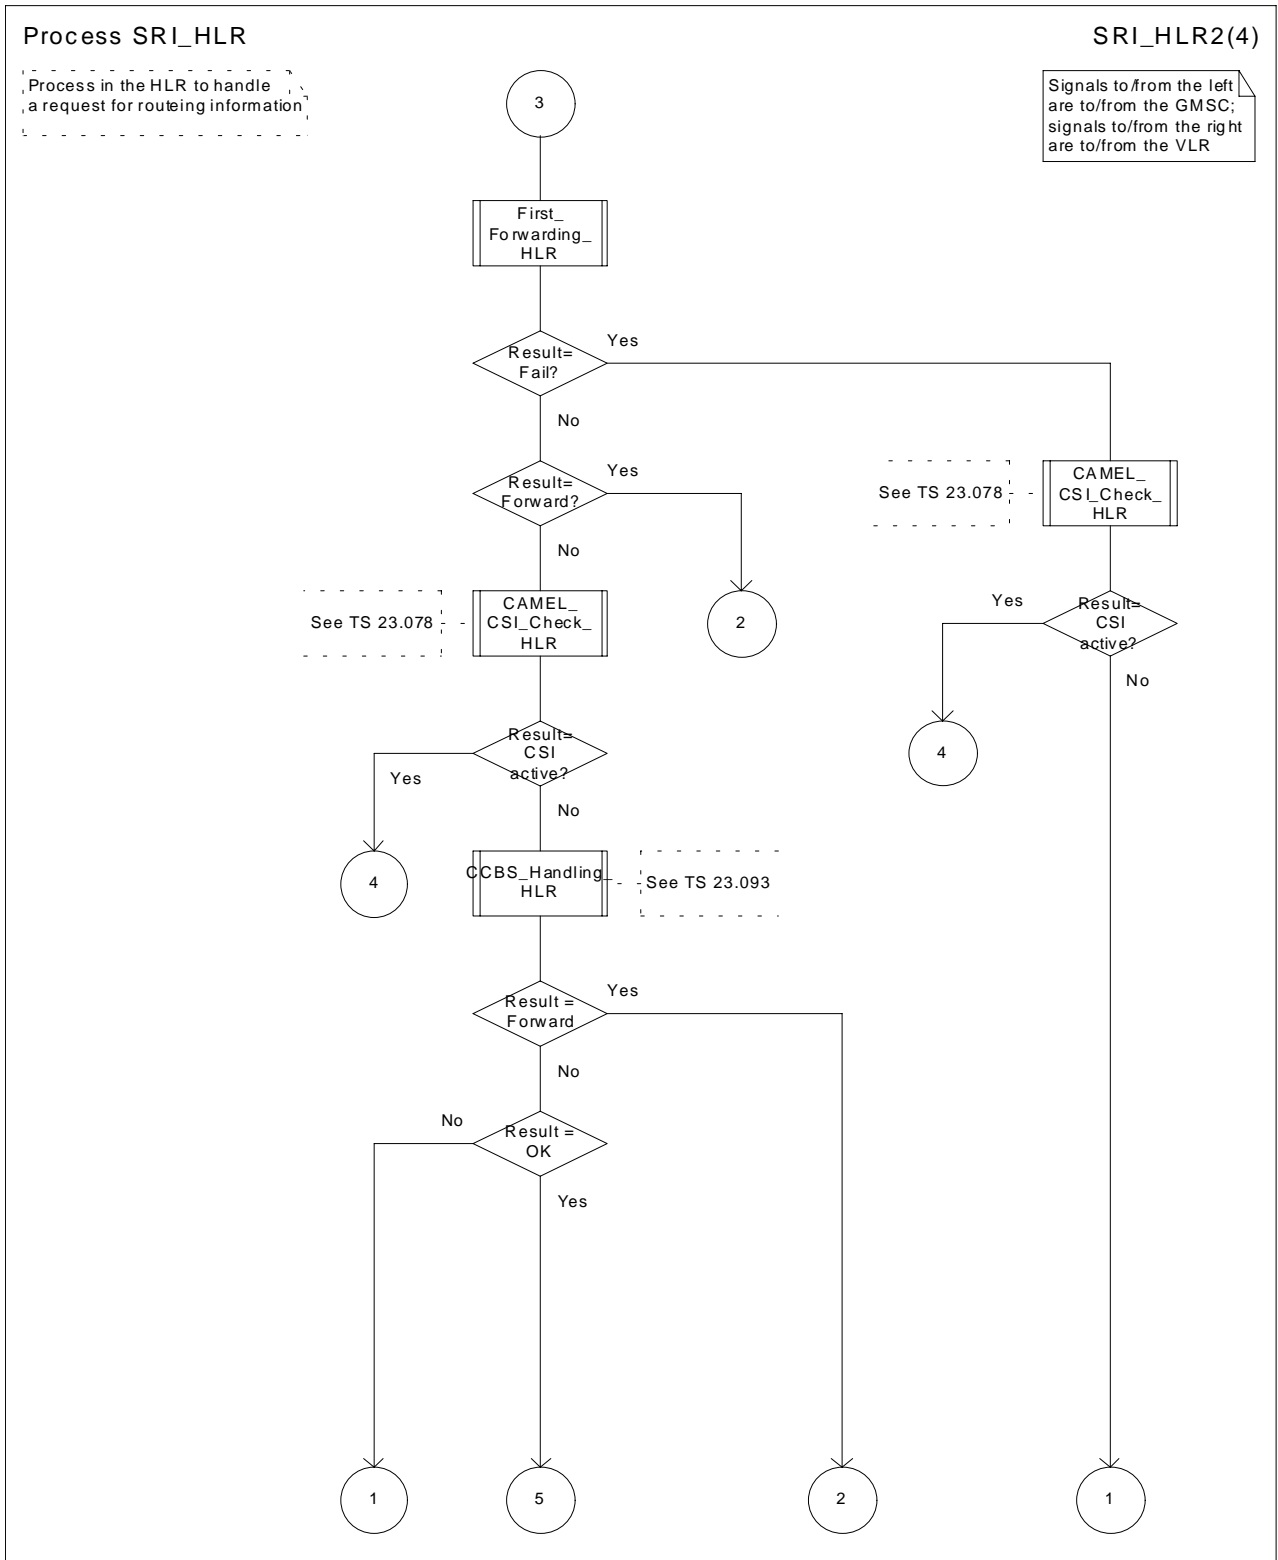 Process SRI_HLR
SRI_HLR2(4)
Process in the HLR to handle
a request for routeing information
Signals to/from the left
are to/from the GMSC;
signals to/from the right
are to/from the VLR
3
First_
Forwarding_
HLR
Result=
Fail?
Yes
No
Result=
Forward?
Yes
No
2
See TS 23.078
CAMEL_
CSI_Check_
HLR
See TS 23.078
CAMEL_
CSI_Check_
HLR
Result=
CSI
active?
Yes
No
4
Result=
CSI
active?
Yes
No
4
CCBS_Handling_
HLR
See TS 23.093
Result =
Forward
Yes
No
Result =
OK
No
Yes
1
5
2
1